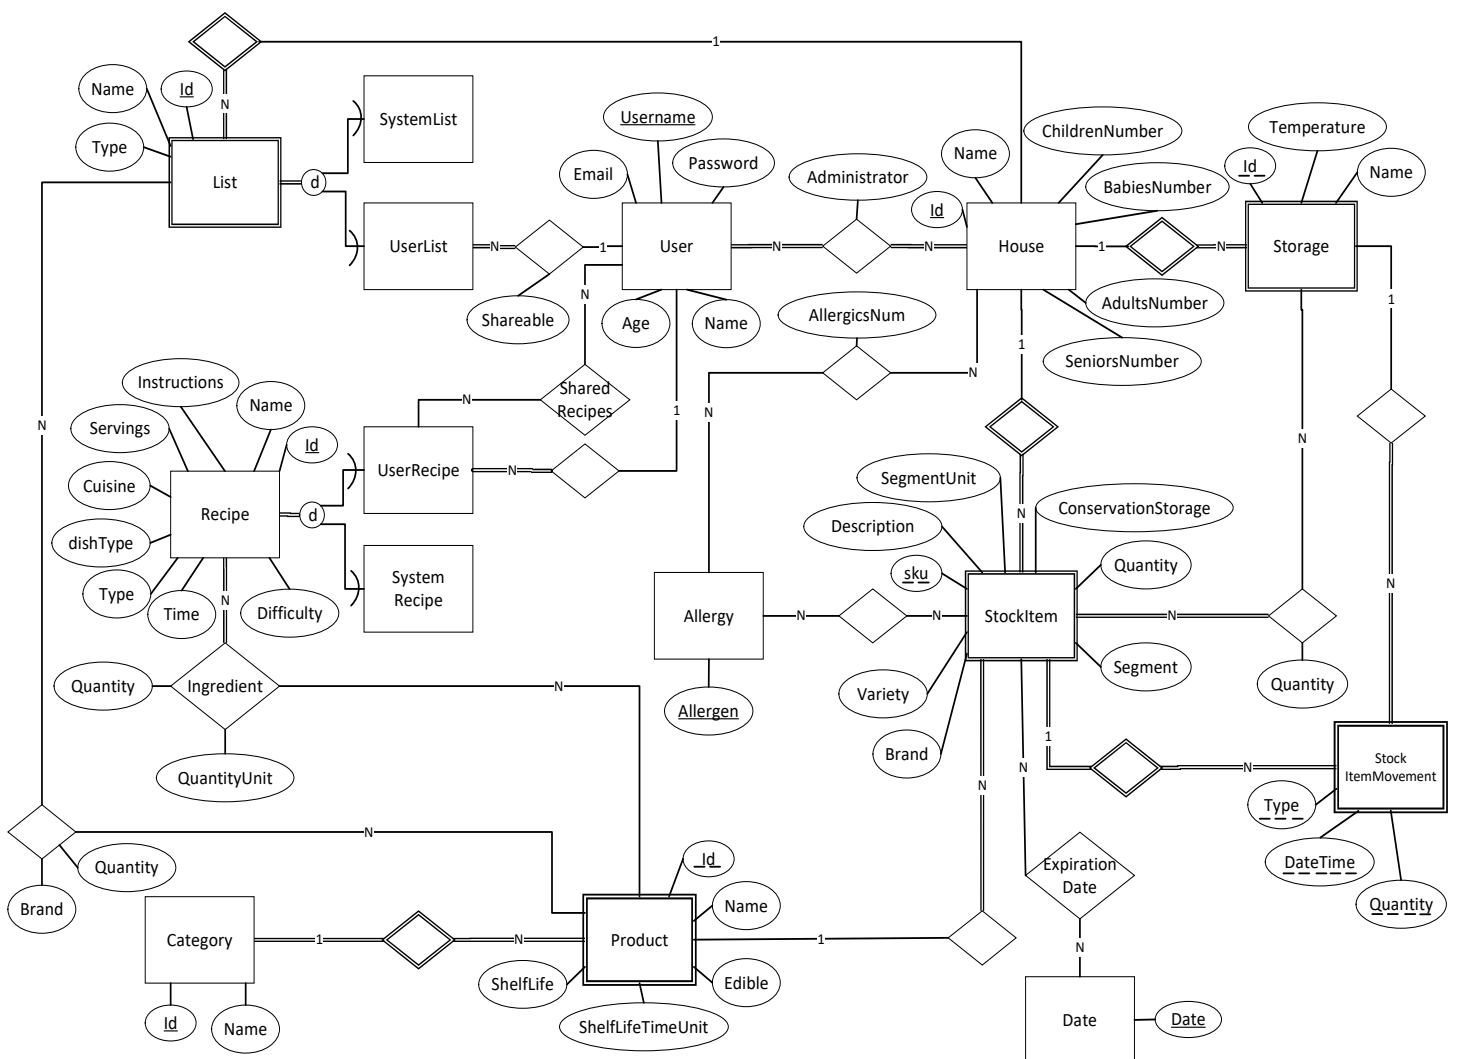 1
Name
Id
N
SystemList
Type
List
d
UserList
N
1
Shareable
Username
Email
Password
User
Age
Name
N
N
Administrator
AllergicsNum
N
N
Name
Id
ChildrenNumber
BabiesNumber
House
AdultsNumber
SeniorsNumber
1
N
Id
Temperature
Name
Storage
1
1
N
N
N
N
Shared
Recipes
N
1
Instructions
Name
Servings
Id
Cuisine
Recipe
dishType
Type
Time
Difficulty
d
UserRecipe
N
System
Recipe
N
Quantity
Ingredient
N
QuantityUnit
SegmentUnit
ConservationStorage
Description
N
Quantity
sku
StockItem
Segment
Variety
Brand
N
Quantity
Allergy
N
N
Allergen
1
N
N
N
Stock
ItemMovement
Type
DateTime
Quantity
N
Expiration
Date
N
Date
Date
N
Quantity
Brand
Category
1
N
Id
Name
Id
Name
Product
1
ShelfLife
Edible
ShelfLifeTimeUnit